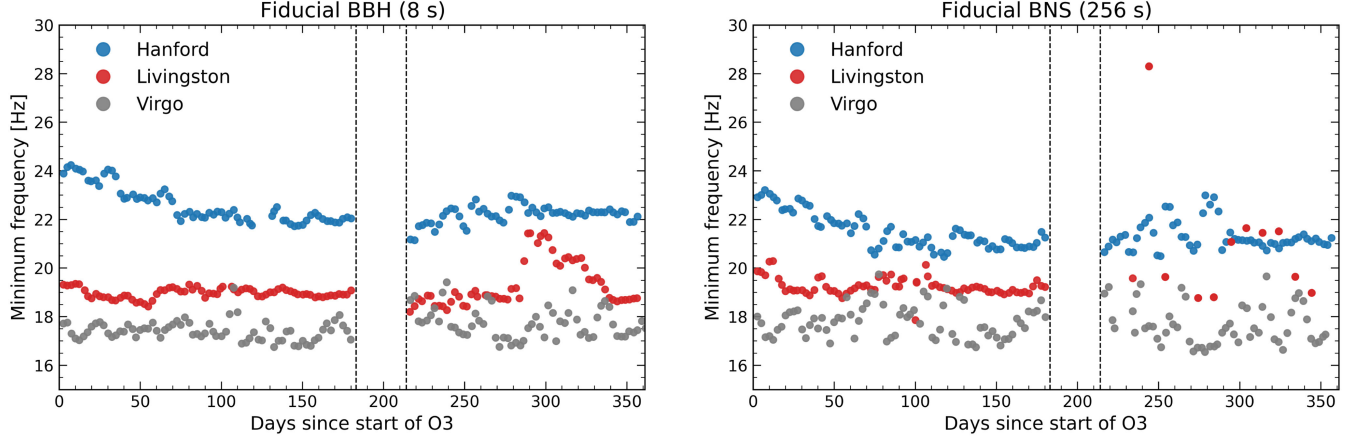 Fiducial BBH (8 s)
30
28
26
24
22
20
18
16
Minimum frequency [Hz]
Hanford
Livingston
Virgo
0 50 100 150 200 250 300 350
Days since start of O3
Fiducial BNS (256 s)
30
28
26
24
22
20
18
16
Minimum frequency [Hz]
Hanford
Livingston
Virgo
0 50 100 150 200 250 300 350
Days since start of O3